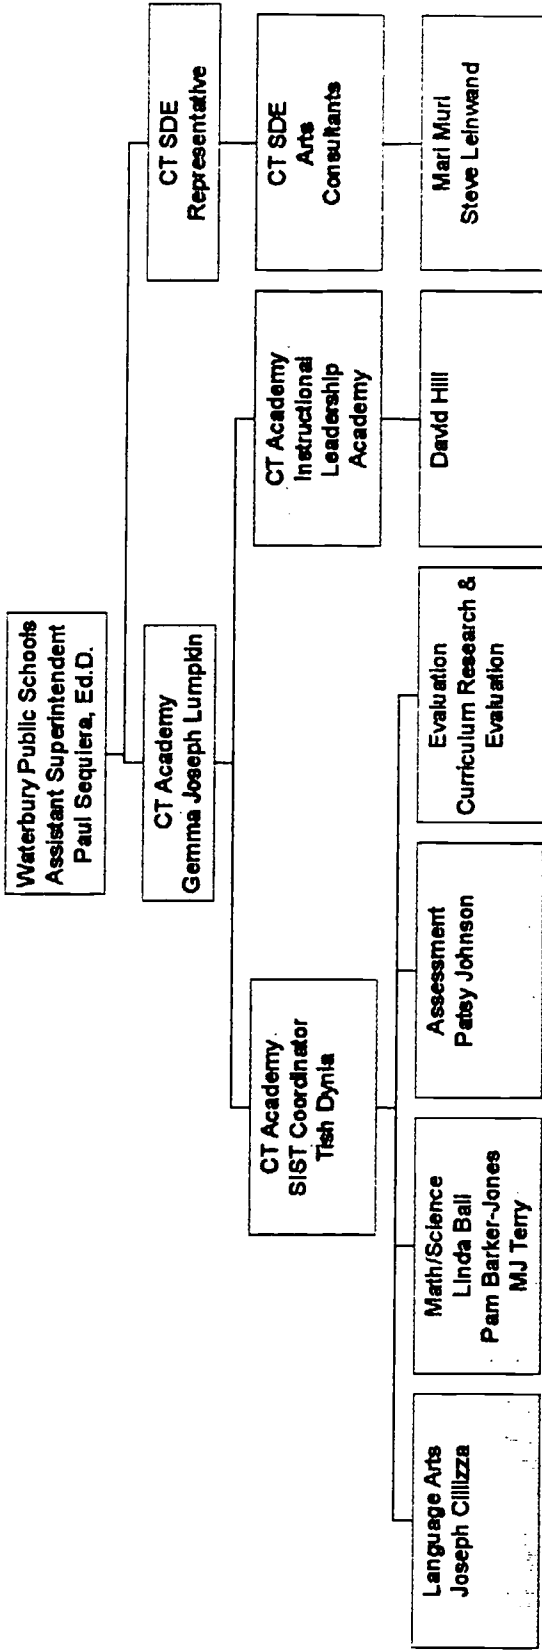 Waterbury Public Schools
Assistant Superintendent
Paul Sequiera, Ed.D.
CT Academy
Gemma Joseph Lumpkin
CT SDE
Representative
CT Academy
SIST Coordinator
Tish Dynia
CT Academy
Instructional
Leadership
Academy
CT SDE
Arts
Consultants
Language Arts
Joseph Cillizza
Math/Science
Linda Ball
Pam Barker-Jones
MJ Terry
Assessment
Patsy Johnson
Evaluation
Curriculum Research &
Evaluation
David Hill
Mari Muri
Steve Leinwand